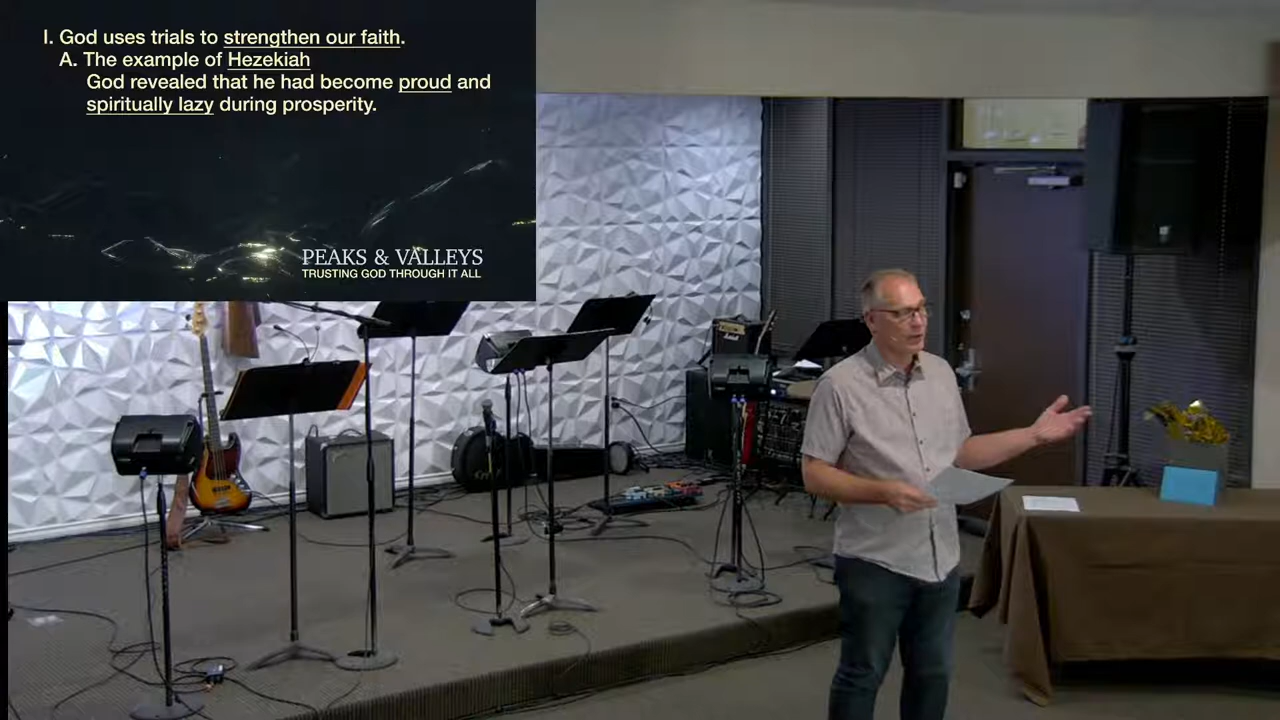 I. God uses trials to strengthen our faith.
A. The example of Hezekiah
God revealed that he had become proud and
spiritually lazy during prosperity.
PEAKS & VALLEYS
TRUSTING GOD THROUGH IT ALL